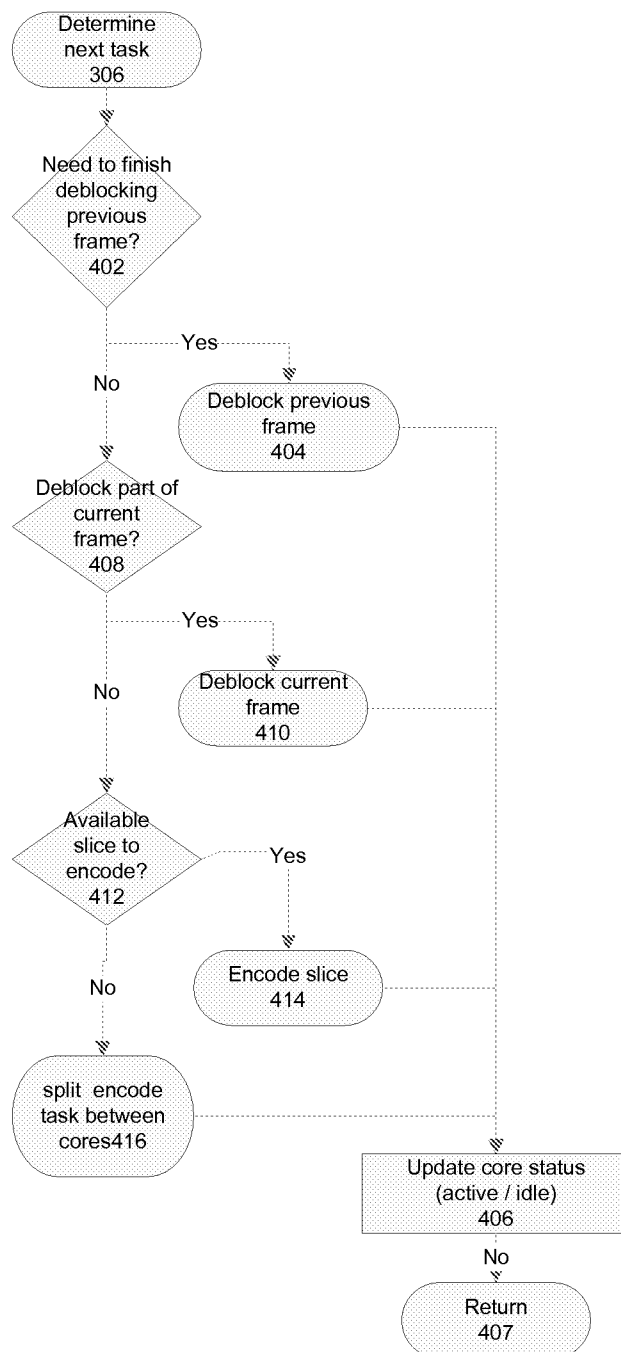 Determine
next task
306
Need to finish
deblocking
previous
frame?
402
Yes
No
Deblock previous
frame
404
Deblock part of
current
frame?
408
Yes
No
Deblock current
frame
410
Available
slice to
encode?
412
Yes
No
Encode slice
414
split encode
task between
cores416
Update core status
(active / idle)
406
No
Return
407